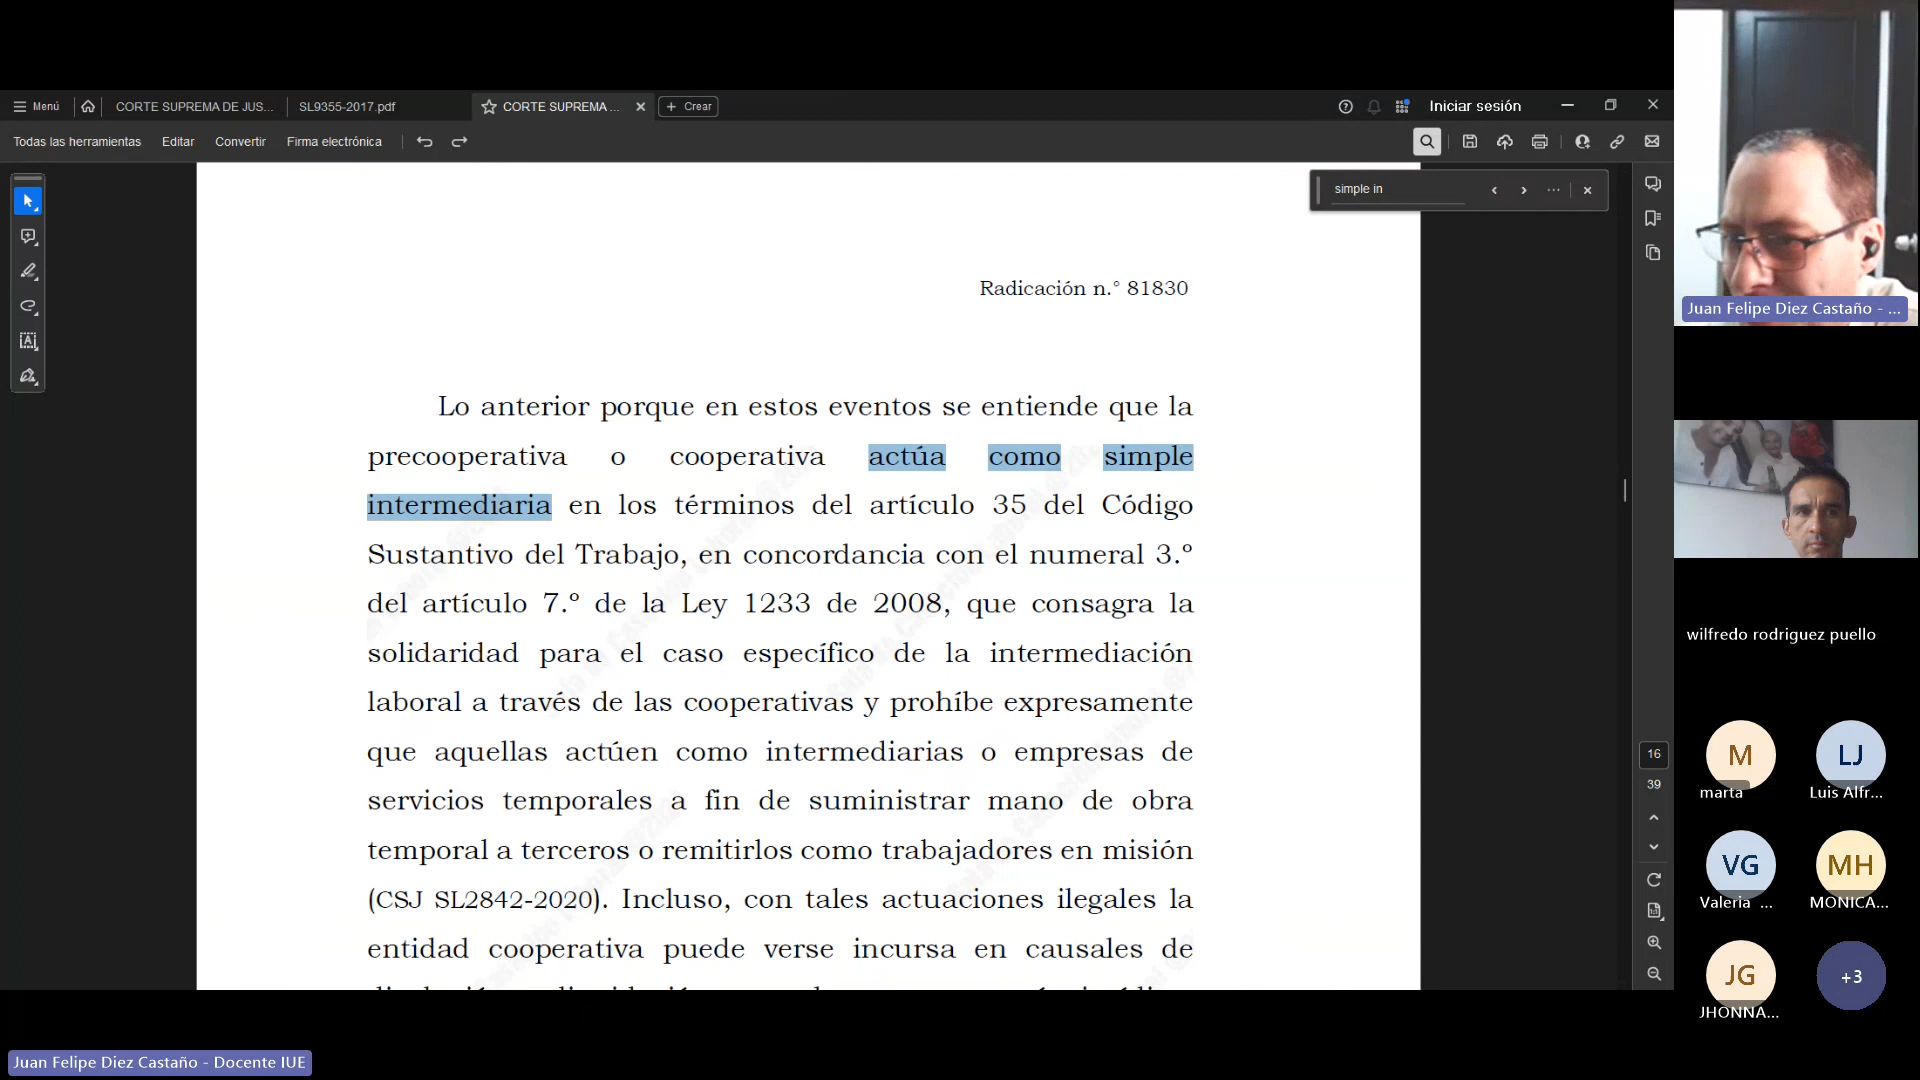 Menú
CORTE SUPREMA DE JUS...
SL9355-2017.pdf
CORTE SUPREMA ...
Crear
Iniciar sesión
Todas las herramientas
Editar
Convertir
Firma electrónica
simple in
Radicación n.° 81830
Lo anterior porque en estos eventos se entiende que la
precooperativa o cooperativa actúa como simple
intermediaria en los términos del artículo 35 del Código
Sustantivo del Trabajo, en concordancia con el numeral 3.º
del artículo 7.º de la Ley 1233 de 2008, que consagra la
solidaridad para el caso específico de la intermediación
laboral a través de las cooperativas y prohíbe expresamente
que aquellas actúen como intermediarias o empresas de
servicios temporales a fin de suministrar mano de obra
temporal a terceros o remitirlos como trabajadores en misión
(CSJ SL2842-2020). Incluso, con tales actuaciones ilegales la
entidad cooperativa puede verse incursa en causales de
16
39
Juan Felipe Diez Castaño - ...
wilfredo rodriguez puello
M
marta
LJ
Luis Alfr...
VG
Valeria ...
MH
MONICA...
JG
JHONNA...
+3
Juan Felipe Diez Castaño - Docente IUE